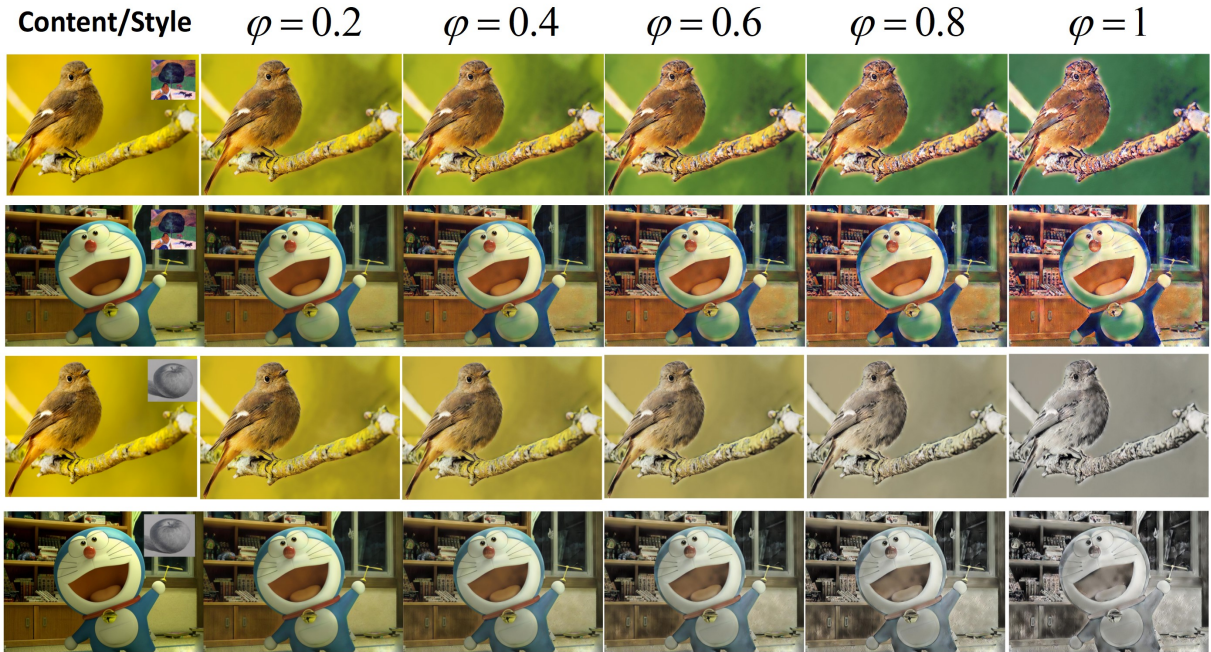 Content/Style φ = 0.2 φ = 0.4 φ = 0.6 φ = 0.8 φ = 1